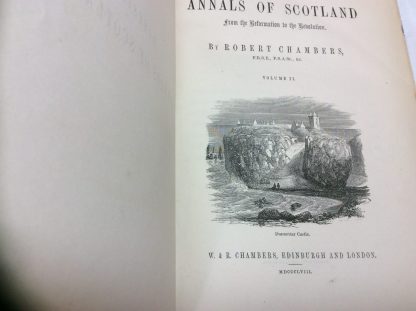 ANNALS OF SCOTLAND
From the Reformation to the Revolution.
BY ROBERT CHAMBERS,
F.R.S.E., F.S.A.Sc., &c.
VOLUME II.
Dunnottar Castle.
W. & R. CHAMBERS, EDINBURGH AND LONDON.
MDCCCLVIII.